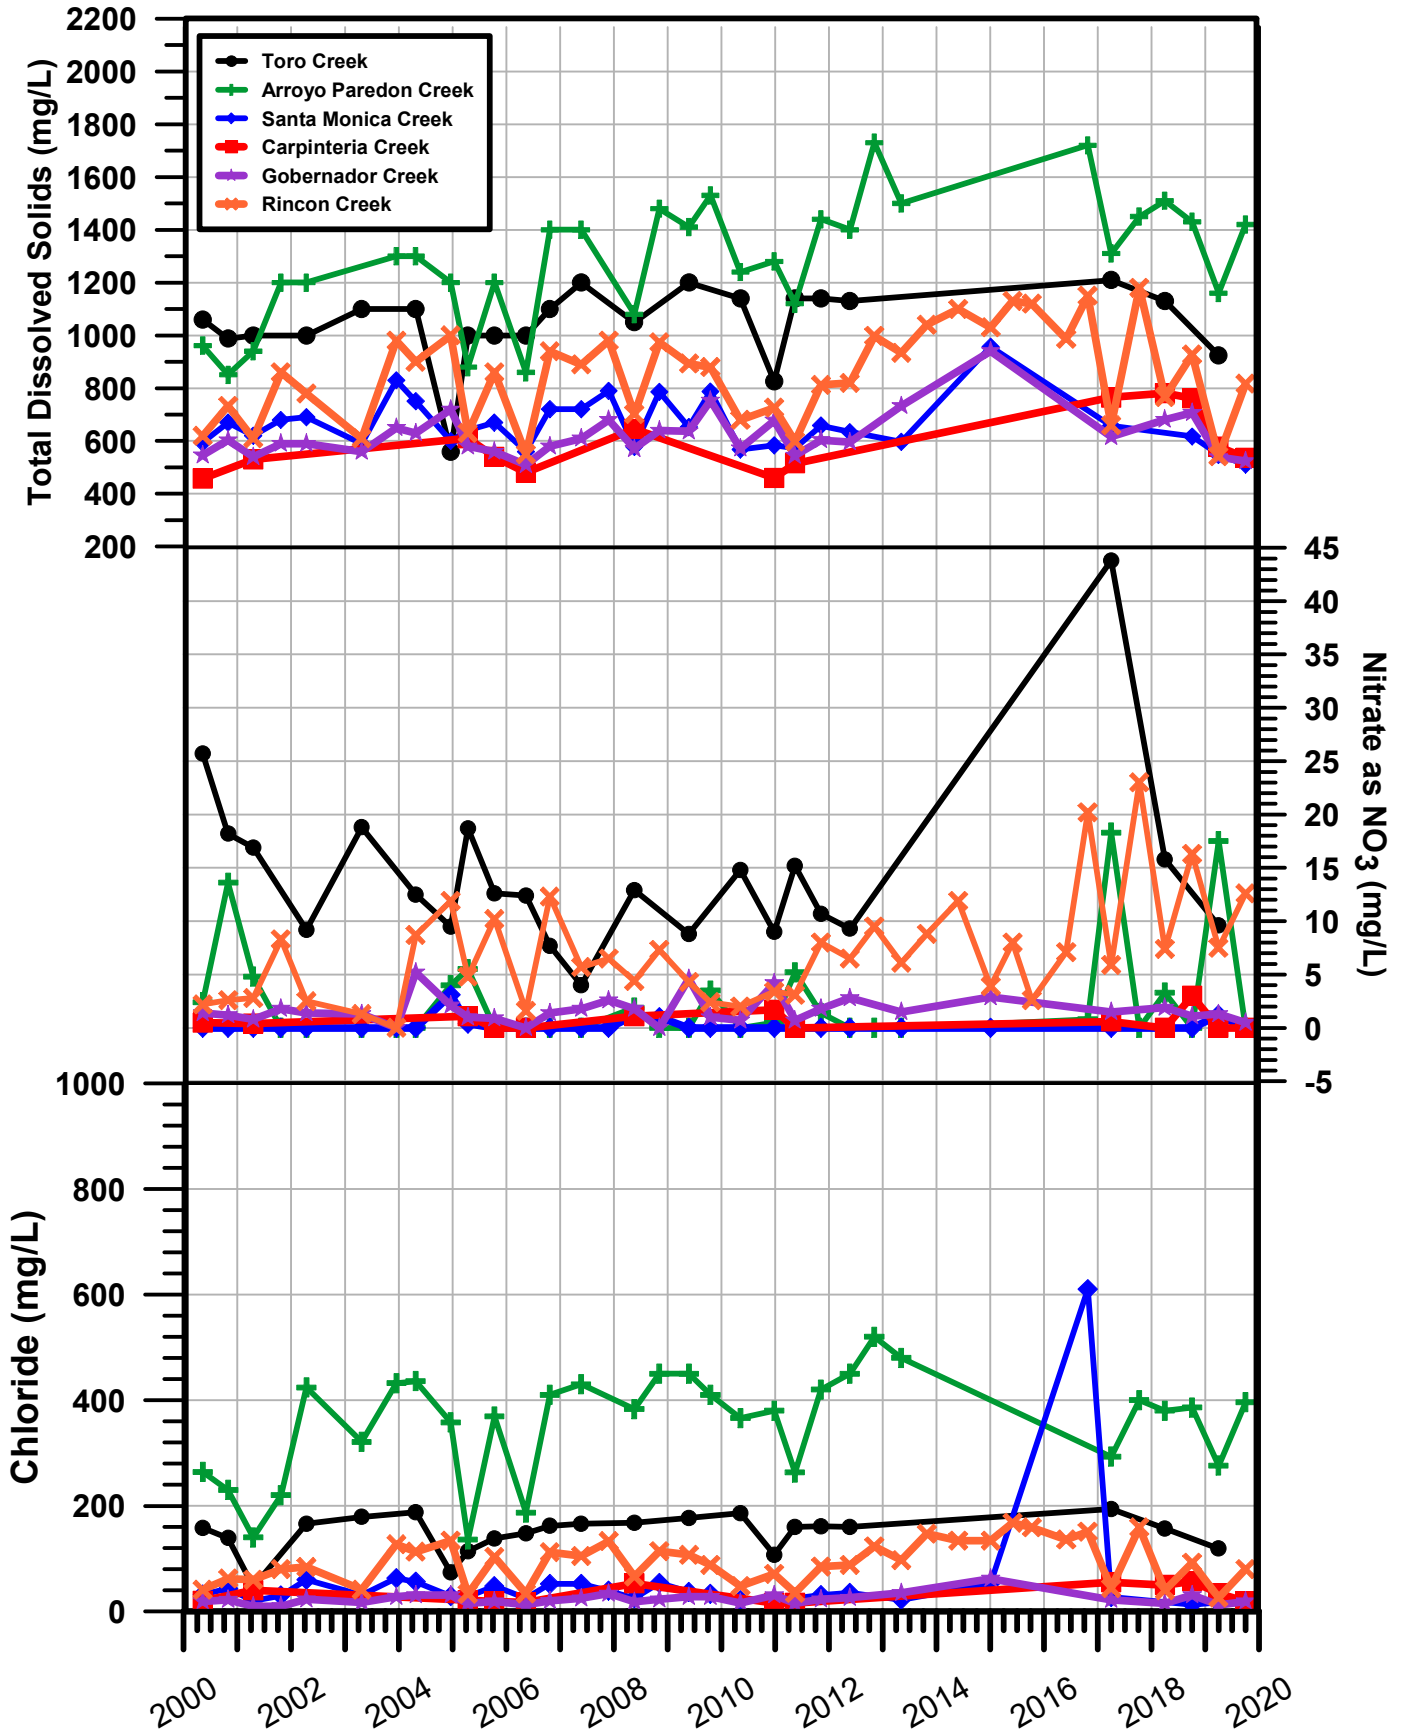 2200
2000
1800
1600
1400
1200
1000
800
600
400
200
Total Dissolved Solids (mg/L)
Toro Creek
Arroyo Paredon Creek
Santa Monica Creek
Carpinteria Creek
Gobernador Creek
Rincon Creek
45
40
35
30
25
20
15
10
5
0
-5
Nitrate as NO3 (mg/L)
1000
800
600
400
200
0
Chloride (mg/L)
2000 2002 2004 2006 2008 2010 2012 2014 2016 2018 2020